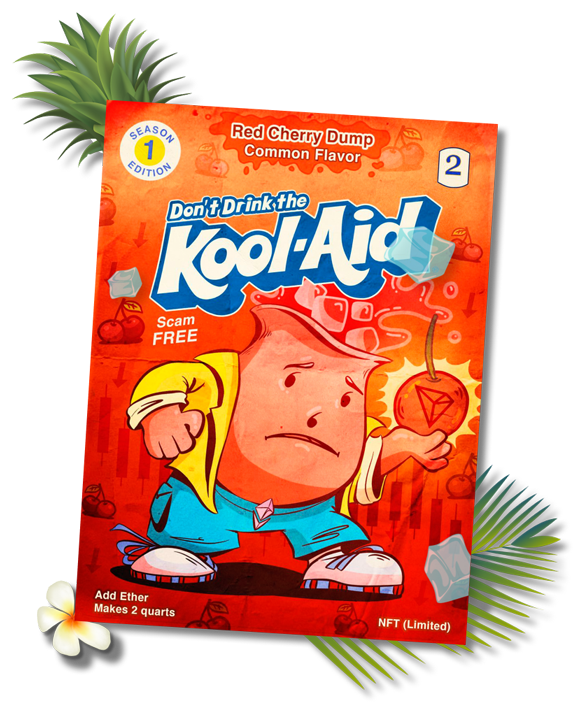 SEASON
1
EDITION
Red Cherry Dump
Common Flavor
2
Don't Drink the
Kool-Aid
Scam
FREE
Add Ether
Makes 2 quarts
NFT (Limited)